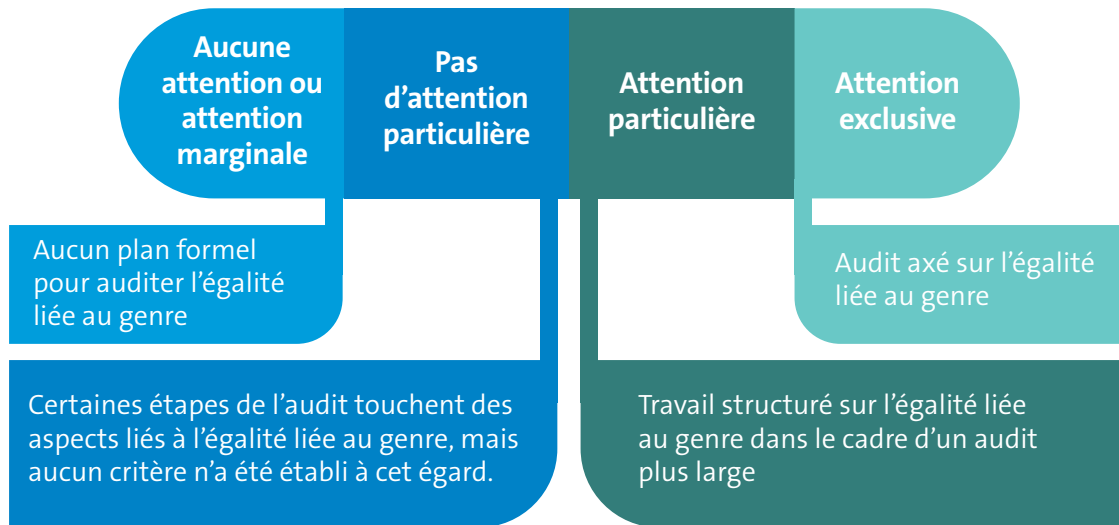 Aucune
attention ou
attention
marginale
Pas
d’attention
particulière
Attention
particulière
Attention
exclusive
Aucun plan formel
pour auditer l’égalité
liée au genre
Audit axé sur l’égalité
liée au genre
Certaines étapes de l’audit touchent des
aspects liés à l’égalité liée au genre, mais
aucun critère n’a été établi à cet égard.
Travail structuré sur l’égalité liée
au genre dans le cadre d’un audit
plus large